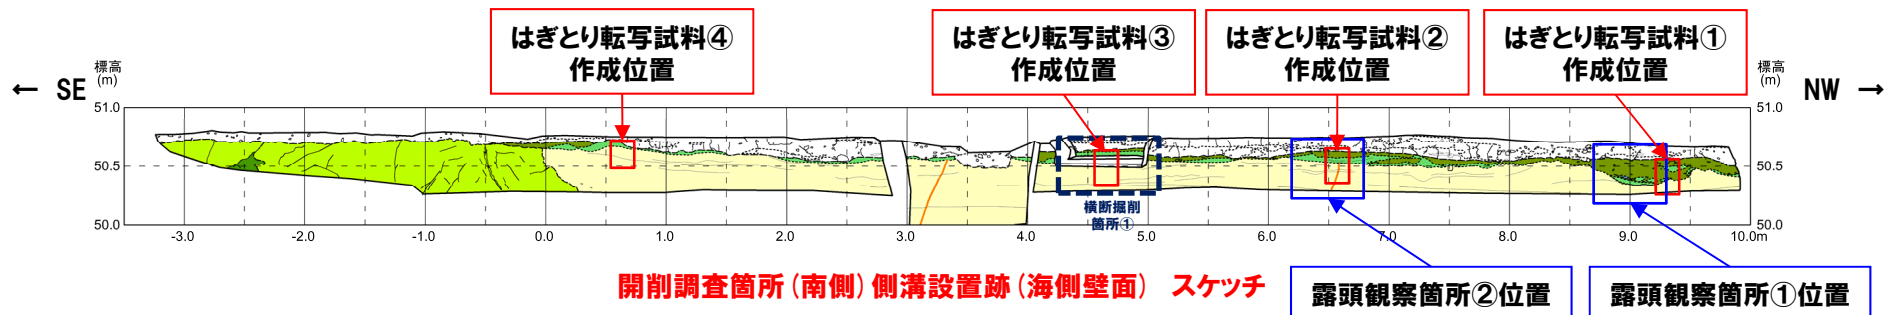 はぎとり転写試料④
作成位置
はぎとり転写試料③
作成位置
はぎとり転写試料②
作成位置
はぎとり転写試料①
作成位置
← SE
標高
(m)
標高
(m)
NW →
51.0
50.5
50.0
51.0
50.5
50.0
横断掘削
箇所①
-3.0 -2.0 -1.0 0.0 1.0 2.0 3.0 4.0 5.0 6.0 7.0 8.0 9.0 10.0m
開削調査箇所(南側)側溝設置跡(海側壁面) スケッチ
露頭観察箇所②位置
露頭観察箇所①位置